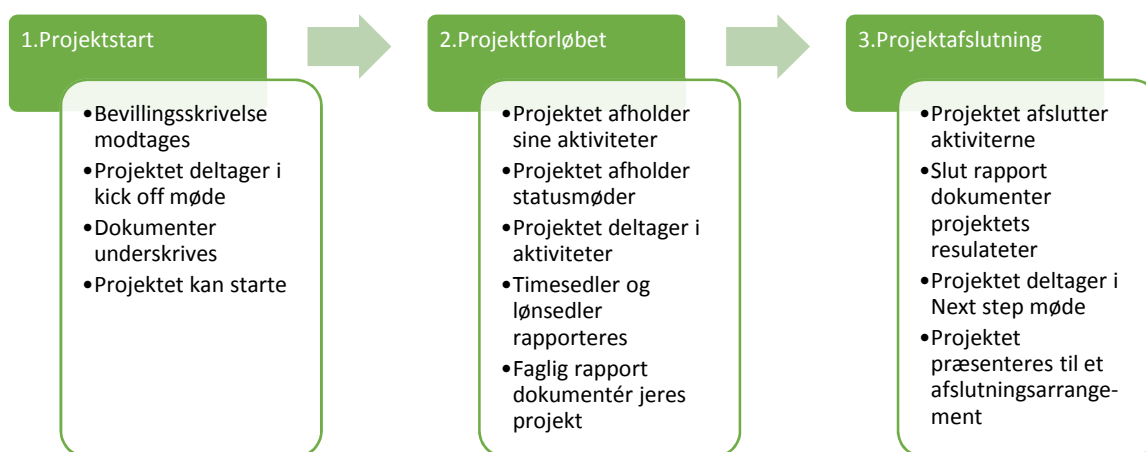 1.Projektstart
•Bevillingsskrivelse
modtages
•Projektet deltager i
kick off møde
•Dokumenter
underskrives
•Projektet kan starte
2.Projektforløbet
•Projektet afholder
sine aktiviteter
•Projektet afholder
statusmøder
•Projektet deltager i
aktiviteter
•Timesedler og
lønsedler
rapporteres
•Faglig rapport
dokumentér jeres
projekt
3.Projektafslutning
•Projektet afslutter
aktiviterne
•Slut rapport
dokumenter
projektets
resulateter
•Projektet deltager i
Next step møde
•Projektet
præsenteres til et
afslutningsarrange-
ment